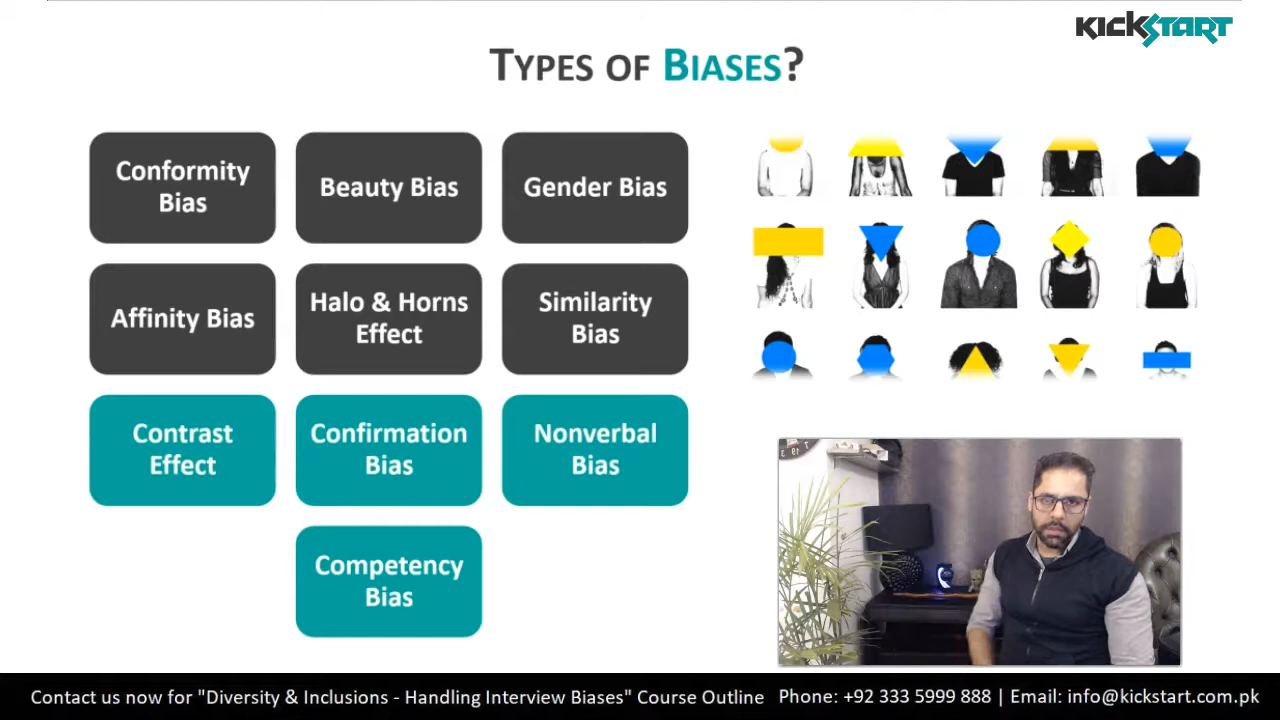 KICKSTART
TYPES OF BIASES?
Conformity
Bias
Beauty Bias
Gender Bias
Affinity Bias
Halo & Horns
Effect
Similarity
Bias
Contrast
Effect
Confirmation
Bias
Nonverbal
Bias
Competency
Bias
Contact us now for "Diversity & Inclusions - Handling Interview Biases" Course Outline Phone: +92 333 5999 888 | Email: info@kickstart.com.pk